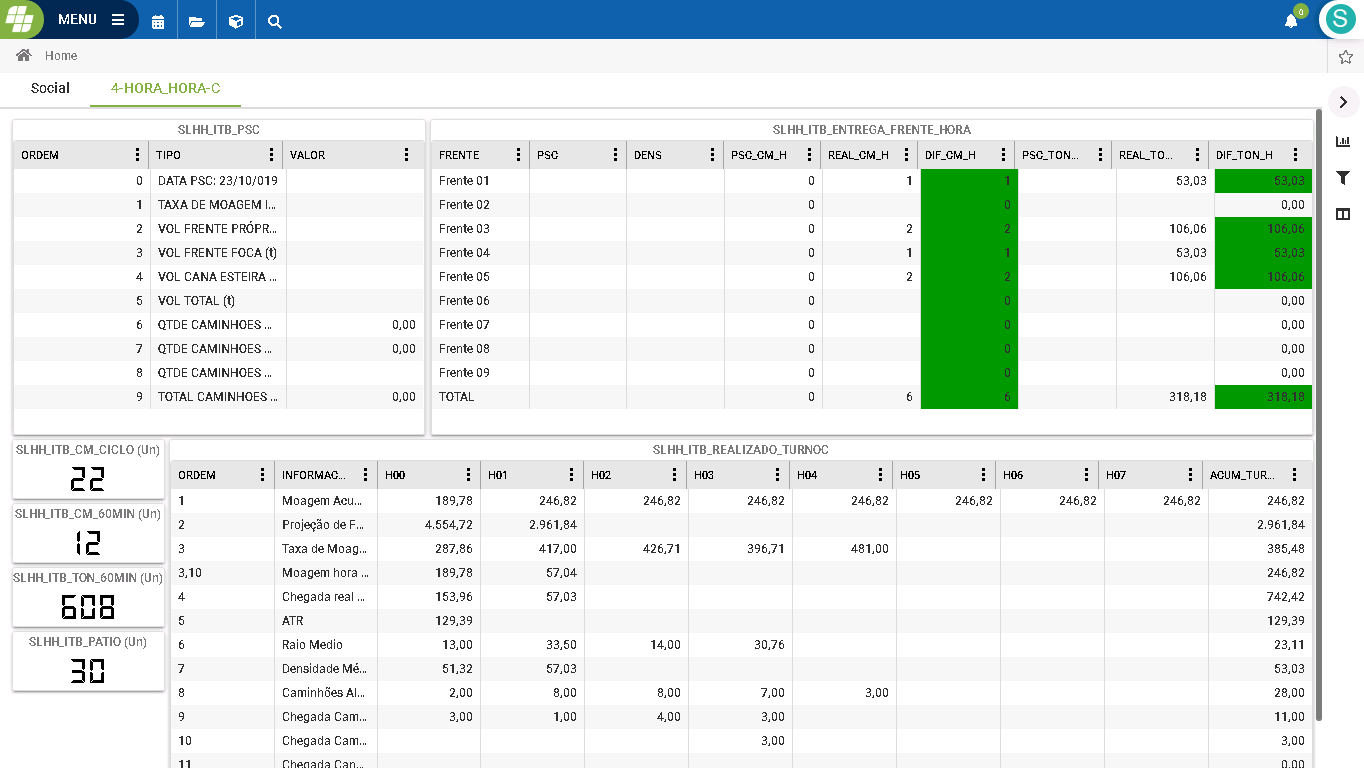 MENU
0
S
Home
Social 4-HORA_HORA-C
SLHH_ITB_PSC
ORDEM TIPO VALOR
0 DATA PSC: 23/10/019
1 TAXA DE MOAGEM I...
2 VOL FRENTE PRÓPR...
3 VOL FRENTE FOCA (t)
4 VOL CANA ESTEIRA ...
5 VOL TOTAL (t)
6 QTDE CAMINHOES ... 0,00
7 QTDE CAMINHOES ... 0,00
8 QTDE CAMINHOES ...
9 TOTAL CAMINHOES ... 0,00
SLHH_ITB_ENTREGA_FRENTE_HORA
FRENTE PSC DENS PSC_CM_H REAL_CM_H DIF_CM_H PSC_TON... REAL_TO... DIF_TON_H
Frente 01 0 1 1 53,03 53,03
Frente 02 0 0 0,00
Frente 03 0 2 2 106,06 106,06
Frente 04 0 1 1 53,03 53,03
Frente 05 0 2 2 106,06 106,06
Frente 06 0 0 0,00
Frente 07 0 0 0,00
Frente 08 0 0 0,00
Frente 09 0 0 0,00
TOTAL 0 6 6 318,18 318,18
SLHH_ITB_CM_CICLO (Un)
22
SLHH_ITB_CM_60MIN (Un)
12
SLHH_ITB_TON_60MIN (Un)
608
SLHH_ITB_PATIO (Un)
30
SLHH_ITB_REALIZADO_TURNOC
ORDEM INFORMAC... H00 H01 H02 H03 H04 H05 H06 H07 ACUM_TUR...
1 Moagem Acu... 189,78 246,82 246,82 246,82 246,82 246,82 246,82 246,82 246,82
2 Projeção de F... 4.554,72 2.961,84 2.961,84
3 Taxa de Moag... 287,86 417,00 426,71 396,71 481,00 385,48
3,10 Moagem hora ... 189,78 57,04 246,82
4 Chegada real ... 153,96 57,03 742,42
5 ATR 129,39 129,39
6 Raio Medio 13,00 33,50 14,00 30,76 23,11
7 Densidade Mé... 51,32 57,03 53,03
8 Caminhões Al... 2,00 8,00 8,00 7,00 3,00 28,00
9 Chegada Cam... 3,00 1,00 4,00 3,00 11,00
10 Chegada Cam... 3,00 3,00
11 Chegada Can... 0,00